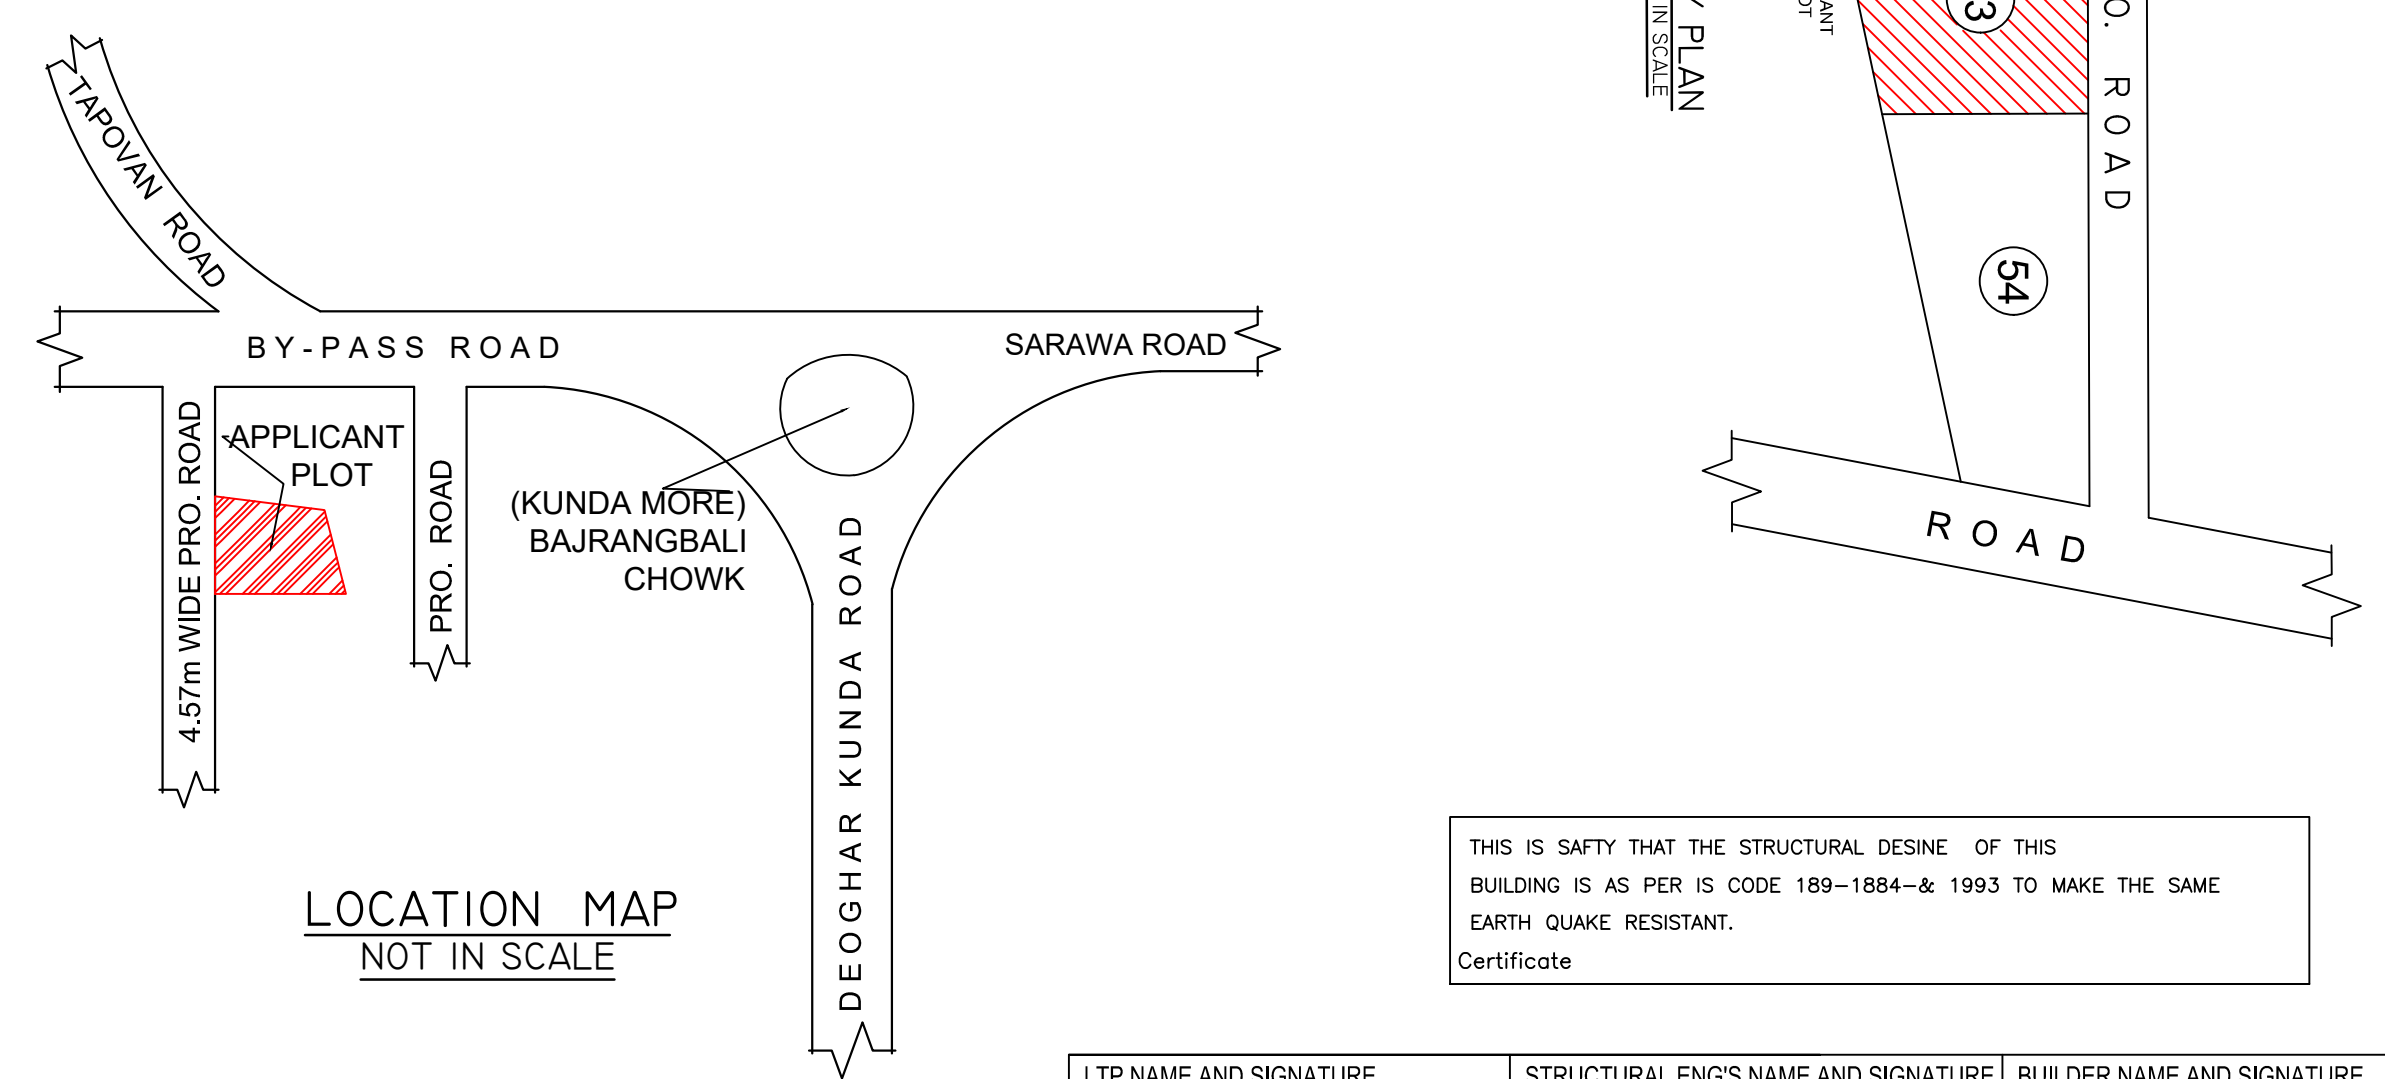 TAPOVAN ROAD
BY-PASS ROAD
SARAWA ROAD
4.57m WIDE PRO. ROAD
APPLICANT
PLOT
PRO. ROAD
(KUNDA MORE)
BAJRANGBALI
CHOWK
DEOGHAR KUNDA ROAD
LOCATION MAP
NOT IN SCALE
PLAN
IN SCALE
3
O. ROAD
54
ROAD
THIS IS SAFTY THAT THE STRUCTURAL DESINE OF THIS
BUILDING IS AS PER IS CODE 189-1884-& 1993 TO MAKE THE SAME
EARTH QUAKE RESISTANT.
Certificate
LTP NAME AND SIGNATURE
STRUCTURAL ENG'S NAME AND SIGNATURE
BUILDER NAME AND SIGNATURE